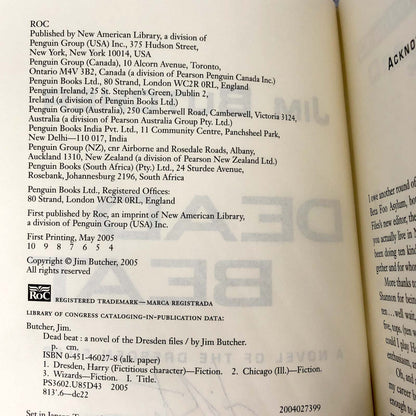 ROC
Published by New American Library, a division of
Penguin Group (USA) Inc., 375 Hudson Street,
New York, New York 10014, USA
Penguin Group (Canada), 10 Alcorn Avenue, Toronto,
Ontario M4V 3B2, Canada (a division of Pearson Penguin Canada Inc.)
Penguin Books Ltd., 80 Strand, London WC2R 0RL, England
Penguin Ireland, 25 St. Stephen's Green, Dublin 2,
Ireland (a division of Penguin Books Ltd.)
Penguin Group (Australia), 250 Camberwell Road, Camberwell, Victoria 3124,
Australia (a division of Pearson Australia Group Pty. Ltd.)
Penguin Books India Pvt. Ltd., 11 Community Centre, Panchsheel Park,
New Delhi—110 017, India
Penguin Group (NZ), cnr Airborne and Rosedale Roads, Albany,
Auckland 1310, New Zealand (a division of Pearson New Zealand Ltd.)
Penguin Books (South Africa) (Pty.) Ltd., 24 Sturdee Avenue,
Rosebank, Johannesburg 2196, South Africa
Penguin Books Ltd., Registered Offices:
80 Strand, London WC2R 0RL, England
First published by Roc, an imprint of New American Library,
a division of Penguin Group (USA) Inc.
First Printing, May 2005
10 9 8 7 6 5 4
Copyright © Jim Butcher, 2005
All rights reserved
ROC REGISTERED TRADEMARK—MARCA REGISTRADA
LIBRARY OF CONGRESS CATALOGING-IN-PUBLICATION DATA:
Butcher, Jim.
Dead beat : a novel of the Dresden files / by Jim Butcher.
p. cm.
ISBN 0-451-46027-8 (alk. paper)
1. Dresden, Harry (Fictitious character)—Fiction. 2. Chicago (Ill.)—Fiction.
3. Wizards—Fiction. I. Title.
PS3602.U85D43 2005
813'.6—dc22
2004027399
Set in Janson
ACKNO
I owe another round of
Beta Foo Asylum, bot
Flien's new editor, the
you actually live in N
been doing ten kind
gether and for whom
More thanks to
Shannon for six